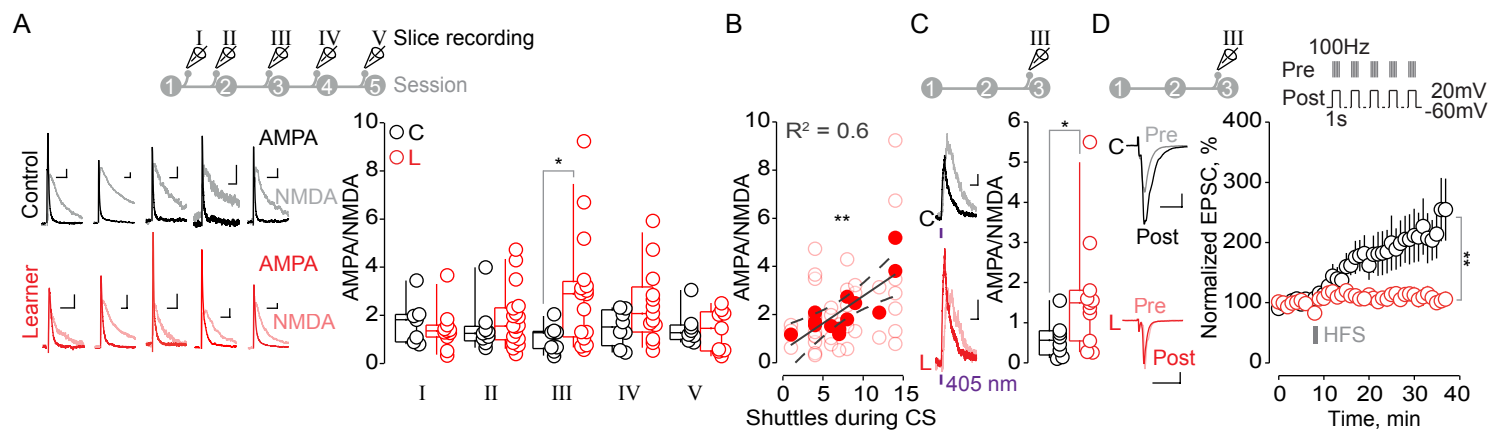 A
I II III IV V Slice recording
1 2 3 4 5 Session
Control
AMPA
NMDA
Learner
AMPA
NMDA
AMPA/NMDA
10
8
6
4
2
0
C
L
*
I II III IV V
B
R² = 0.6
**
AMPA/NMDA
10
8
6
4
2
0
0 5 10 15
Shuttles during CS
C
III
1 2 3
C
L
405 nm
AMPA/NMDA
6
5
4
3
2
1
0
*
D
III
1 2 3
100Hz
Pre
Post
20mV
-60mV
1s
C
Pre
Post
L
Pre
Post
Normalized EPSC, %
400
300
200
100
0
**
HFS
0 10 20 30 40
Time, min